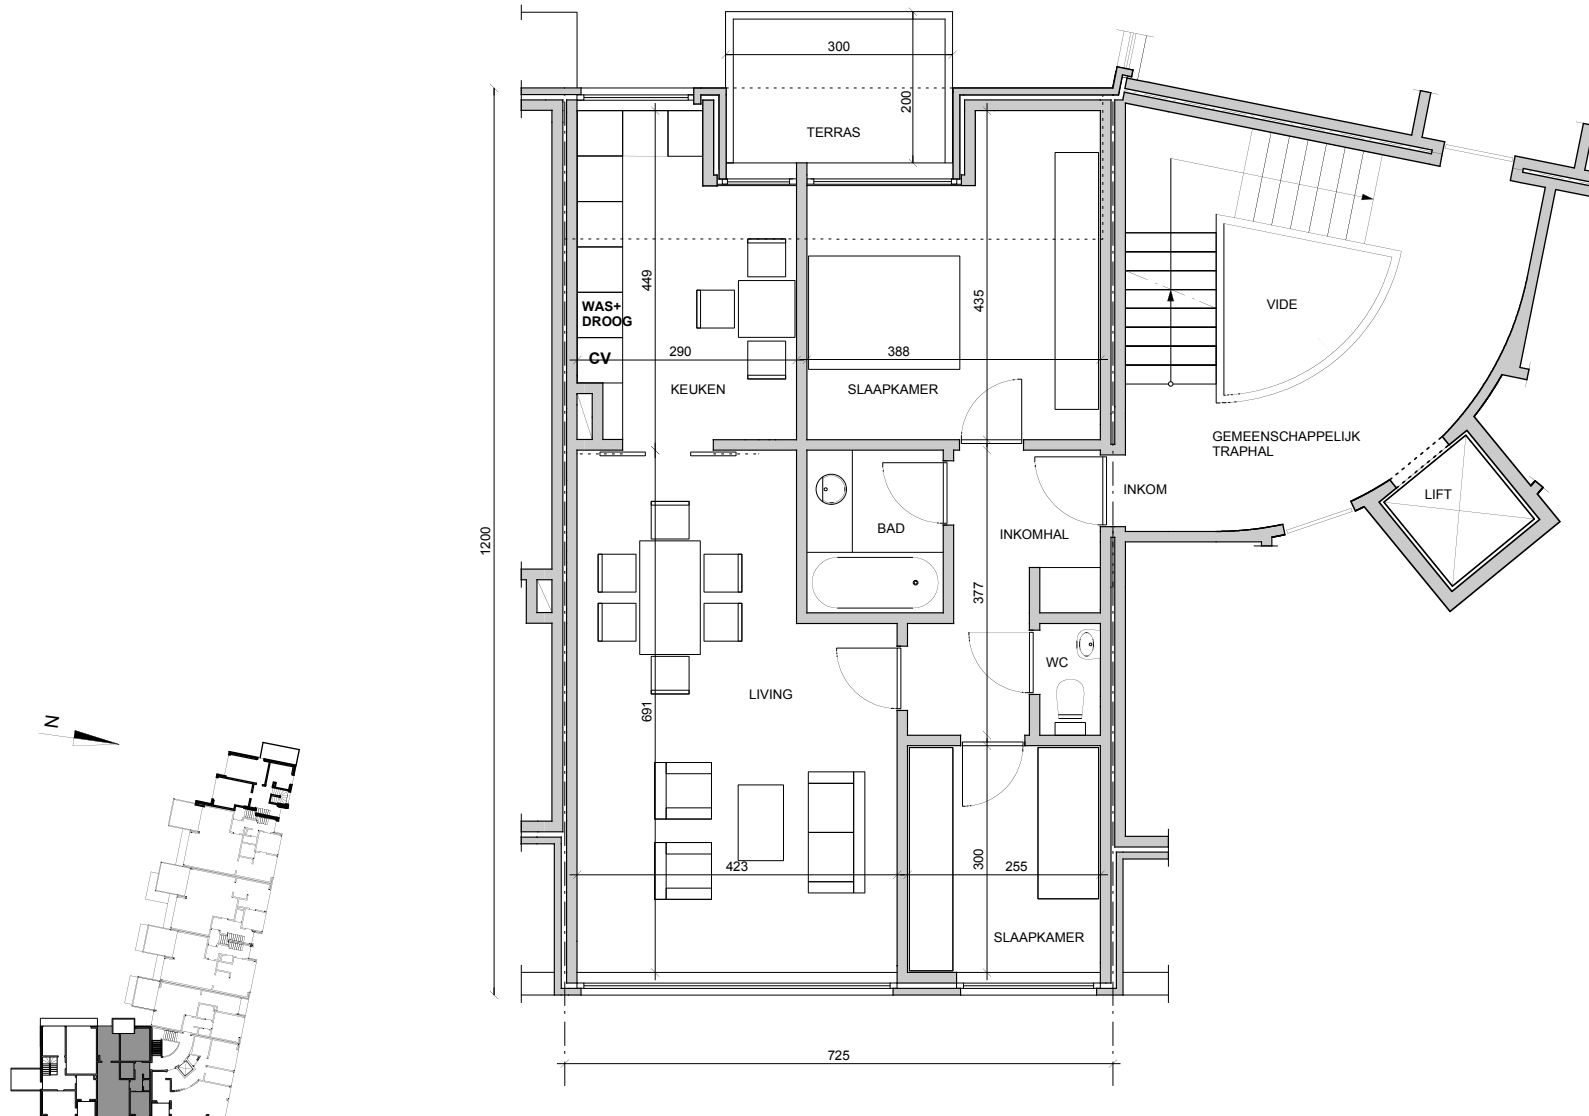 300
200
TERRAS
449
435
WAS+
DROOG
CV
290
388
KEUKEN
SLAAPKAMER
VIDE
GEMEENSCHAPPELIJK
TRAPHAL
INKOM
LIFT
BAD
INKOMHAL
1200
377
WC
LIVING
691
N
423
300
255
SLAAPKAMER
725